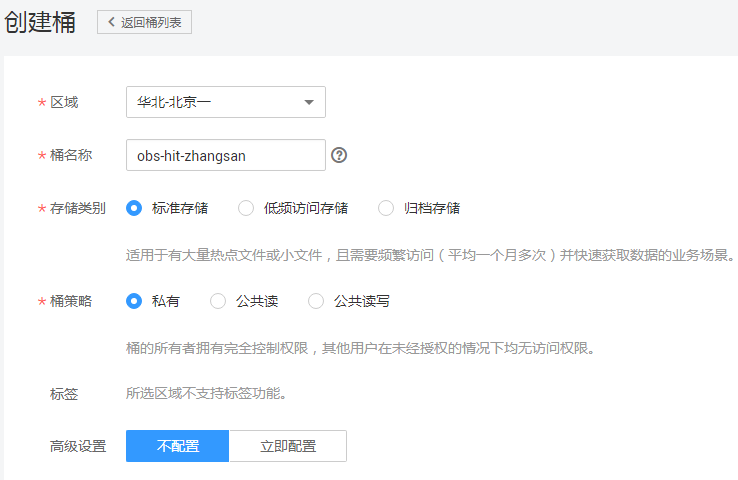 创建桶 返回桶列表
* 区域 华北-北京一
* 桶名称 obs-hit-zhangsan ?
* 存储类别 标准存储 低频访问存储 归档存储
适用于有大量热点文件或小文件，且需要频繁访问（平均一个月多次）并快速获取数据的业务场景。
* 桶策略 私有 公共读 公共读写
桶的所有者拥有完全控制权限，其他用户在未经授权的情况下均无访问权限。
标签 所选区域不支持标签功能。
高级设置 不配置 立即配置